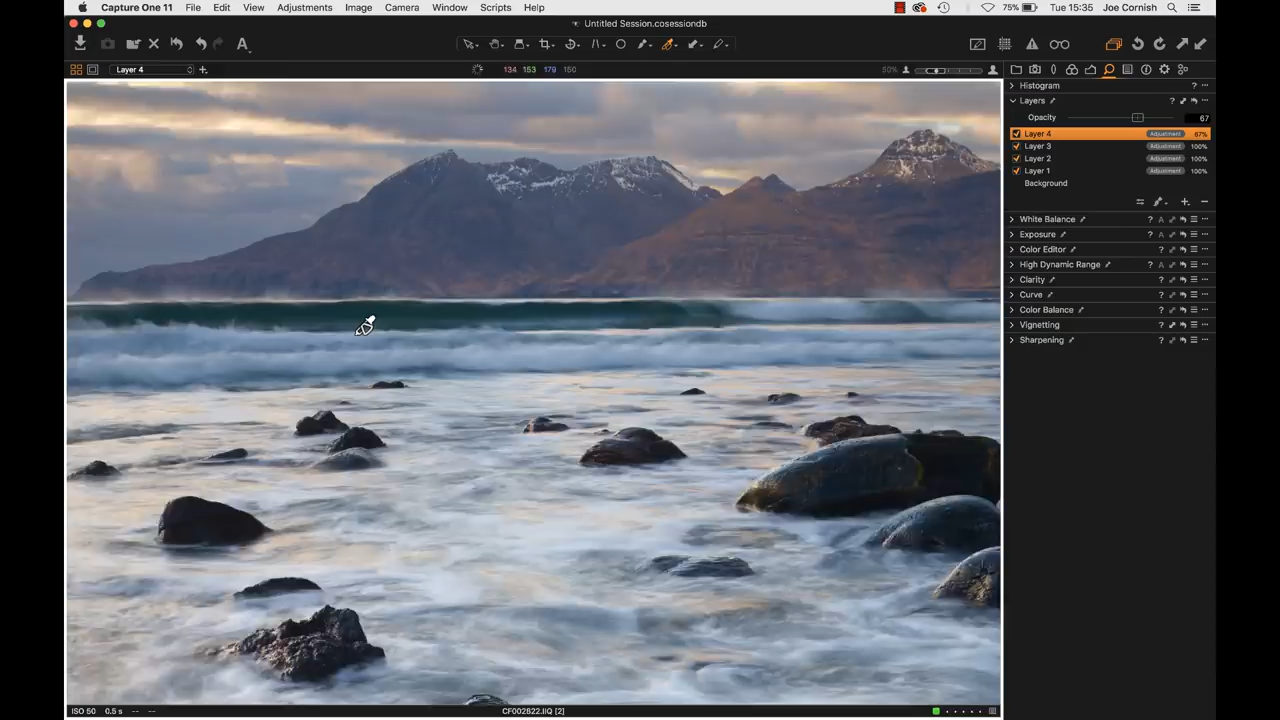 Capture One 11 File Edit View Adjustments Image Camera Window Scripts Help 75% Tue 15:35 Joe Cornish
Untitled Session.cosessiondb
A
Layer 4 134 153 179 150 50%
Histogram ? ...
Layers ? ...
Opacity 67
Layer 4 Adjustment 67%
Layer 3 Adjustment 100%
Layer 2 Adjustment 100%
Layer 1 Adjustment 100%
Background
White Balance ? A ...
Exposure ? A ...
Color Editor ? ...
High Dynamic Range ? A ...
Clarity ? ...
Curve ? ...
Color Balance ? ...
Vignetting ? ...
Sharpening ? ...
ISO 50 0.5 s -- -- CF002622.IIQ [2]